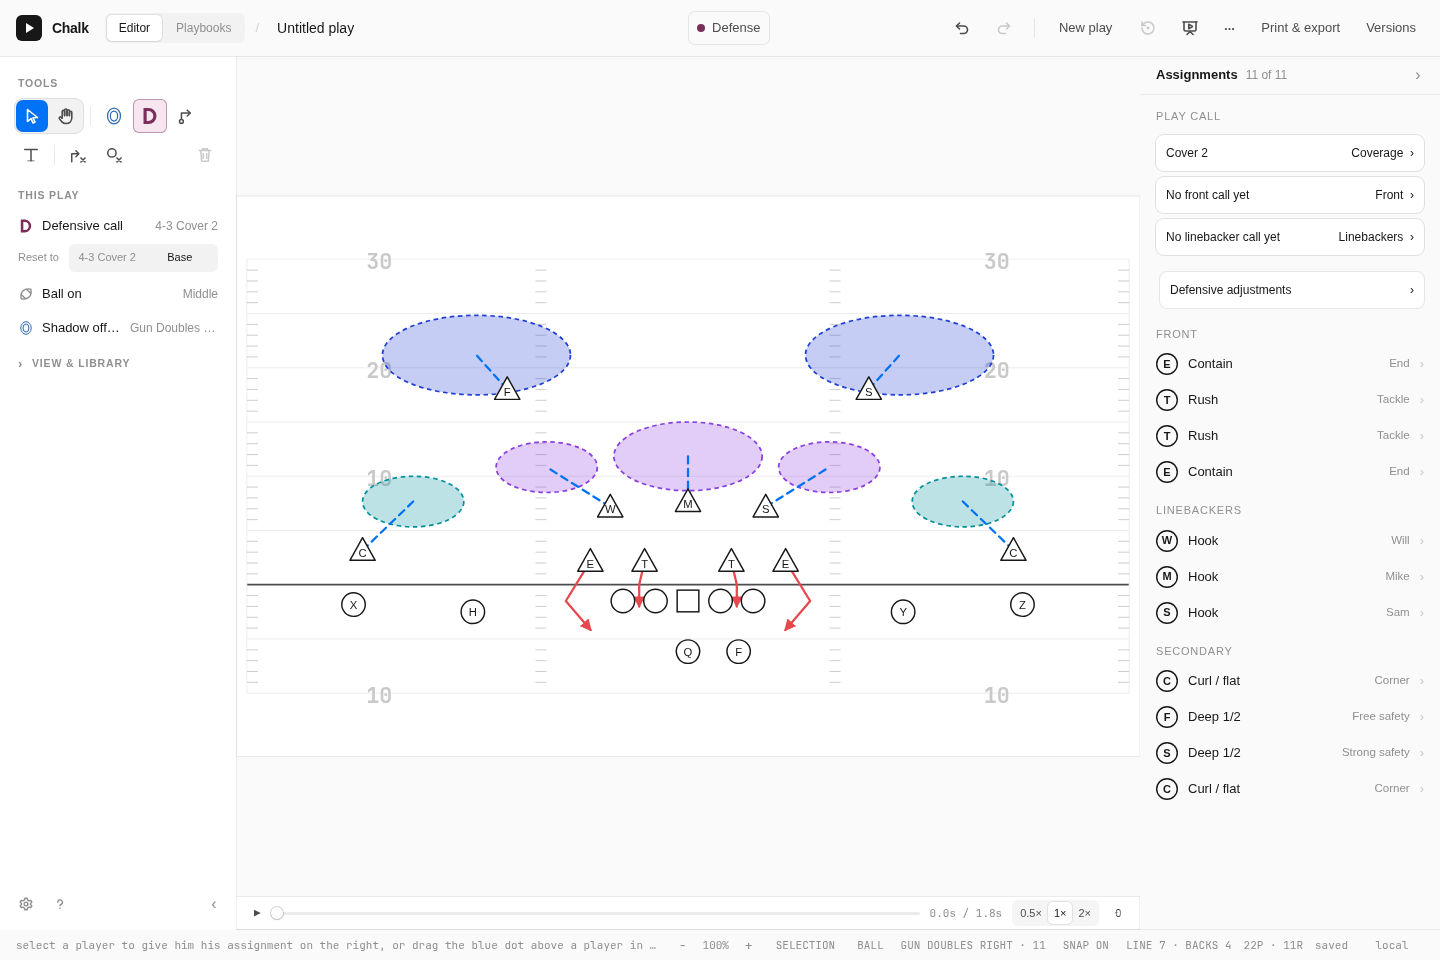 Chalk
Editor
Playbooks
/
Untitled play
Defense
New play
...
Print & export
Versions
TOOLS
D
T
THIS PLAY
D Defensive call 4-3 Cover 2
Reset to 4-3 Cover 2 Base
Ball on Middle
Shadow off… Gun Doubles …
VIEW & LIBRARY
30 30
20 20
F S
10 10
W M S
C C
E T T E
X H Y Z
Q F
10 10
0.0s / 1.8s
0.5× 1× 2×
Assignments 11 of 11
PLAY CALL
Cover 2 Coverage ›
No front call yet Front ›
No linebacker call yet Linebackers ›
Defensive adjustments ›
FRONT
E Contain End ›
T Rush Tackle ›
T Rush Tackle ›
E Contain End ›
LINEBACKERS
W Hook Will ›
M Hook Mike ›
S Hook Sam ›
SECONDARY
C Curl / flat Corner ›
F Deep 1/2 Free safety ›
S Deep 1/2 Strong safety ›
C Curl / flat Corner ›
select a player to give him his assignment on the right, or drag the blue dot above a player in …
- 100% +
SELECTION
BALL
GUN DOUBLES RIGHT · 11
SNAP ON
LINE 7 · BACKS 4
22P · 11R
saved
local